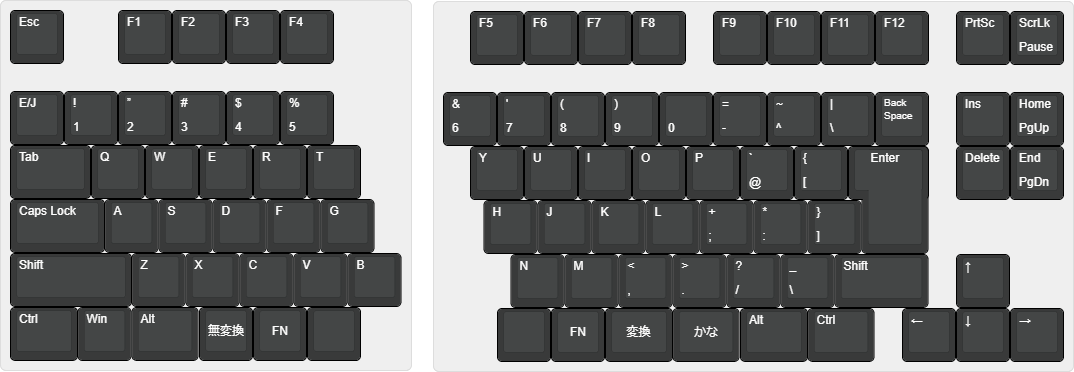 Esc F1 F2 F3 F4 F5 F6 F7 F8 F9 F10 F11 F12 PrtSc ScrLk
Pause
E/J ! " # $ % & ' ( ) = ~ | Back Ins Home
Space
1 2 3 4 5 6 7 8 9 0 - ^ \ PgUp
Tab Q W E R T Y U I O P ` { Enter Delete End
@ [ PgDn
Caps Lock A S D F G H J K L + * }
; : ]
Shift Z X C V B N M < > ? _ Shift ↑
, . / \
Ctrl Win Alt 無変換 FN FN 変換 かな Alt Ctrl ← ↓ →